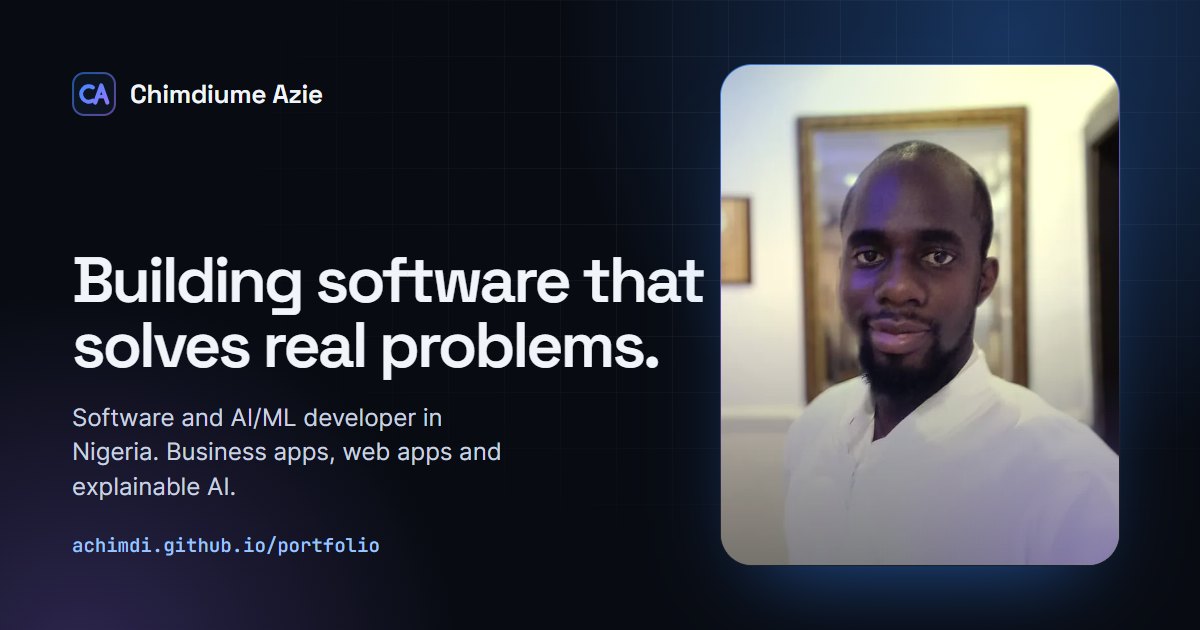 CA
Chimdiume Azie
Building software that
solves real problems.
Software and AI/ML developer in
Nigeria. Business apps, web apps and
explainable AI.
achimdi.github.io/portfolio